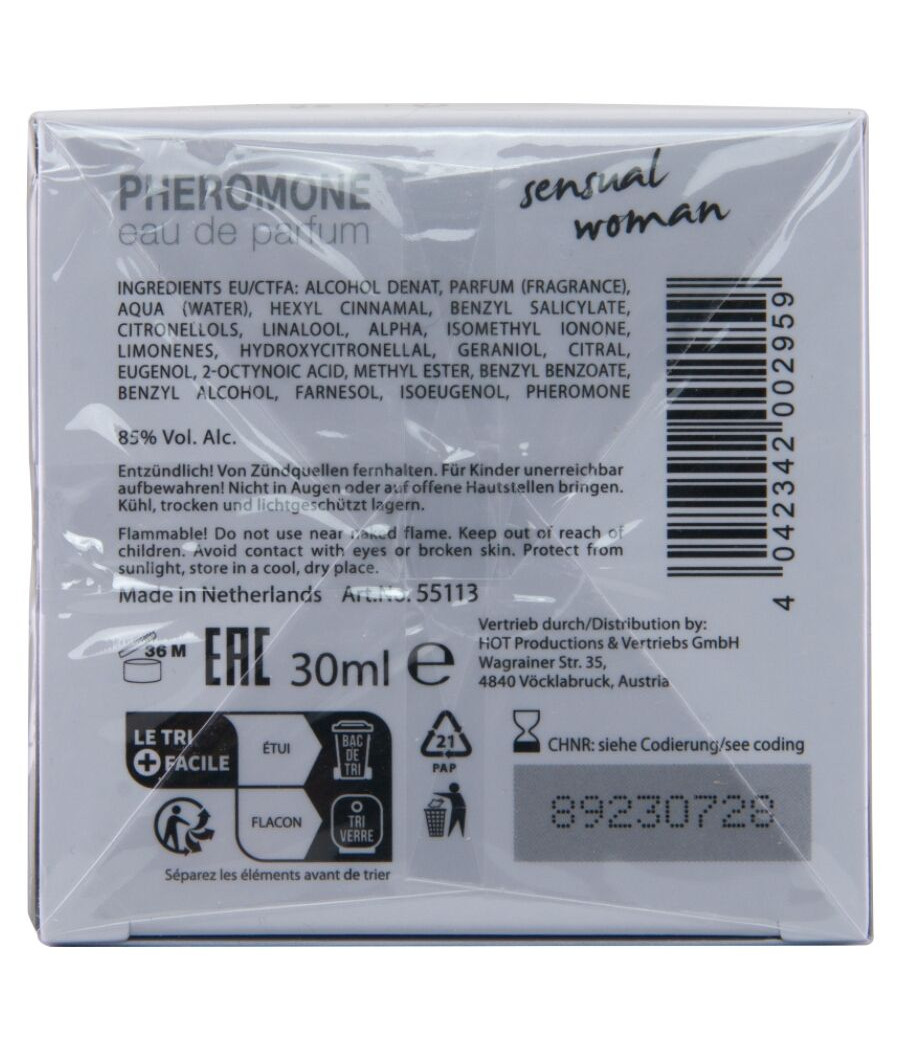 PHEROMONE
eau de parfum
sensual
woman
INGREDIENTS EU/CTFA: ALCOHOL DENAT, PARFUM (FRAGRANCE),
AQUA (WATER), HEXYL CINNAMAL, BENZYL SALICYLATE,
CITRONELLOLS, LINALOOL, ALPHA, ISOMETHYL IONONE,
LIMONENES, HYDROXYCITRONELLAL, GERANIOL, CITRAL,
EUGENOL, 2-OCTYNOIC ACID, METHYL ESTER, BENZYL BENZOATE,
BENZYL ALCOHOL, FARNESOL, ISOEUGENOL, PHEROMONE
85% Vol. Alc.
Entzündlich! Von Zündquellen fernhalten. Für Kinder unerreichbar
aufbewahren! Nicht in Augen oder auf offene Hautstellen bringen.
Kühl, trocken und lichtgeschützt lagern.
Flammable! Do not use near naked flame. Keep out of reach of
children. Avoid contact with eyes or broken skin. Protect from
sunlight, store in a cool, dry place.
Made in Netherlands Art.No. 55113
4 042342 002959
36 M
EAC
30ml e
Vertrieb durch/Distribution by:
HOT Productions & Vertriebs GmbH
Wagrainer Str. 35,
4840 Vöcklabruck, Austria
LE TRI
+ FACILE
ÉTUI
BAC
DE
TRI
FLACON
TRI
VERRE
Séparez les éléments avant de trier
21
PAP
CHNR: siehe Codierung/see coding
89230728